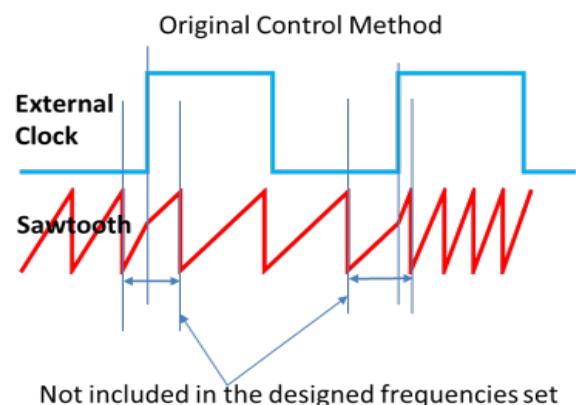 Original Control Method
External
Clock
Sawtooth
Not included in the designed frequencies set